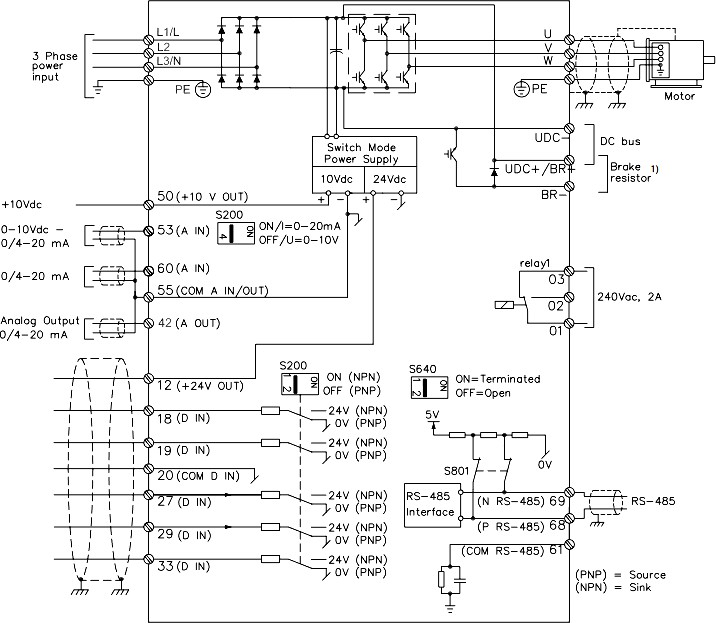 L1/L
L2
L3/N
PE
3 Phase
power
input
U
V
W
PE
Motor
UDC-
DC bus
UDC+/BR+
BR-
Brake
resistor 1)
Switch Mode
Power Supply
10Vdc 24Vdc
+ - + -
+10Vdc
50 (+10 V OUT)
S200
ON
4
ON/I=0-20mA
OFF/U=0-10V
0-10Vdc -
0/4-20 mA
53 (A IN)
0/4-20 mA
60 (A IN)
55 (COM A IN/OUT)
Analog Output
0/4-20 mA
42 (A OUT)
relay1
03
02
01
240Vac, 2A
12 (+24V OUT)
S200
ON
1 2
ON (NPN)
OFF (PNP)
S640
ON
1 2
ON=Terminated
OFF=Open
18 (D IN)
24V (NPN)
0V (PNP)
19 (D IN)
24V (NPN)
0V (PNP)
20 (COM D IN)
27 (D IN)
24V (NPN)
0V (PNP)
29 (D IN)
24V (NPN)
0V (PNP)
33 (D IN)
24V (NPN)
0V (PNP)
5V
0V
S801
RS-485
Interface
(N RS-485) 69
(P RS-485) 68
(COM RS-485) 61
RS-485
(PNP) = Source
(NPN) = Sink